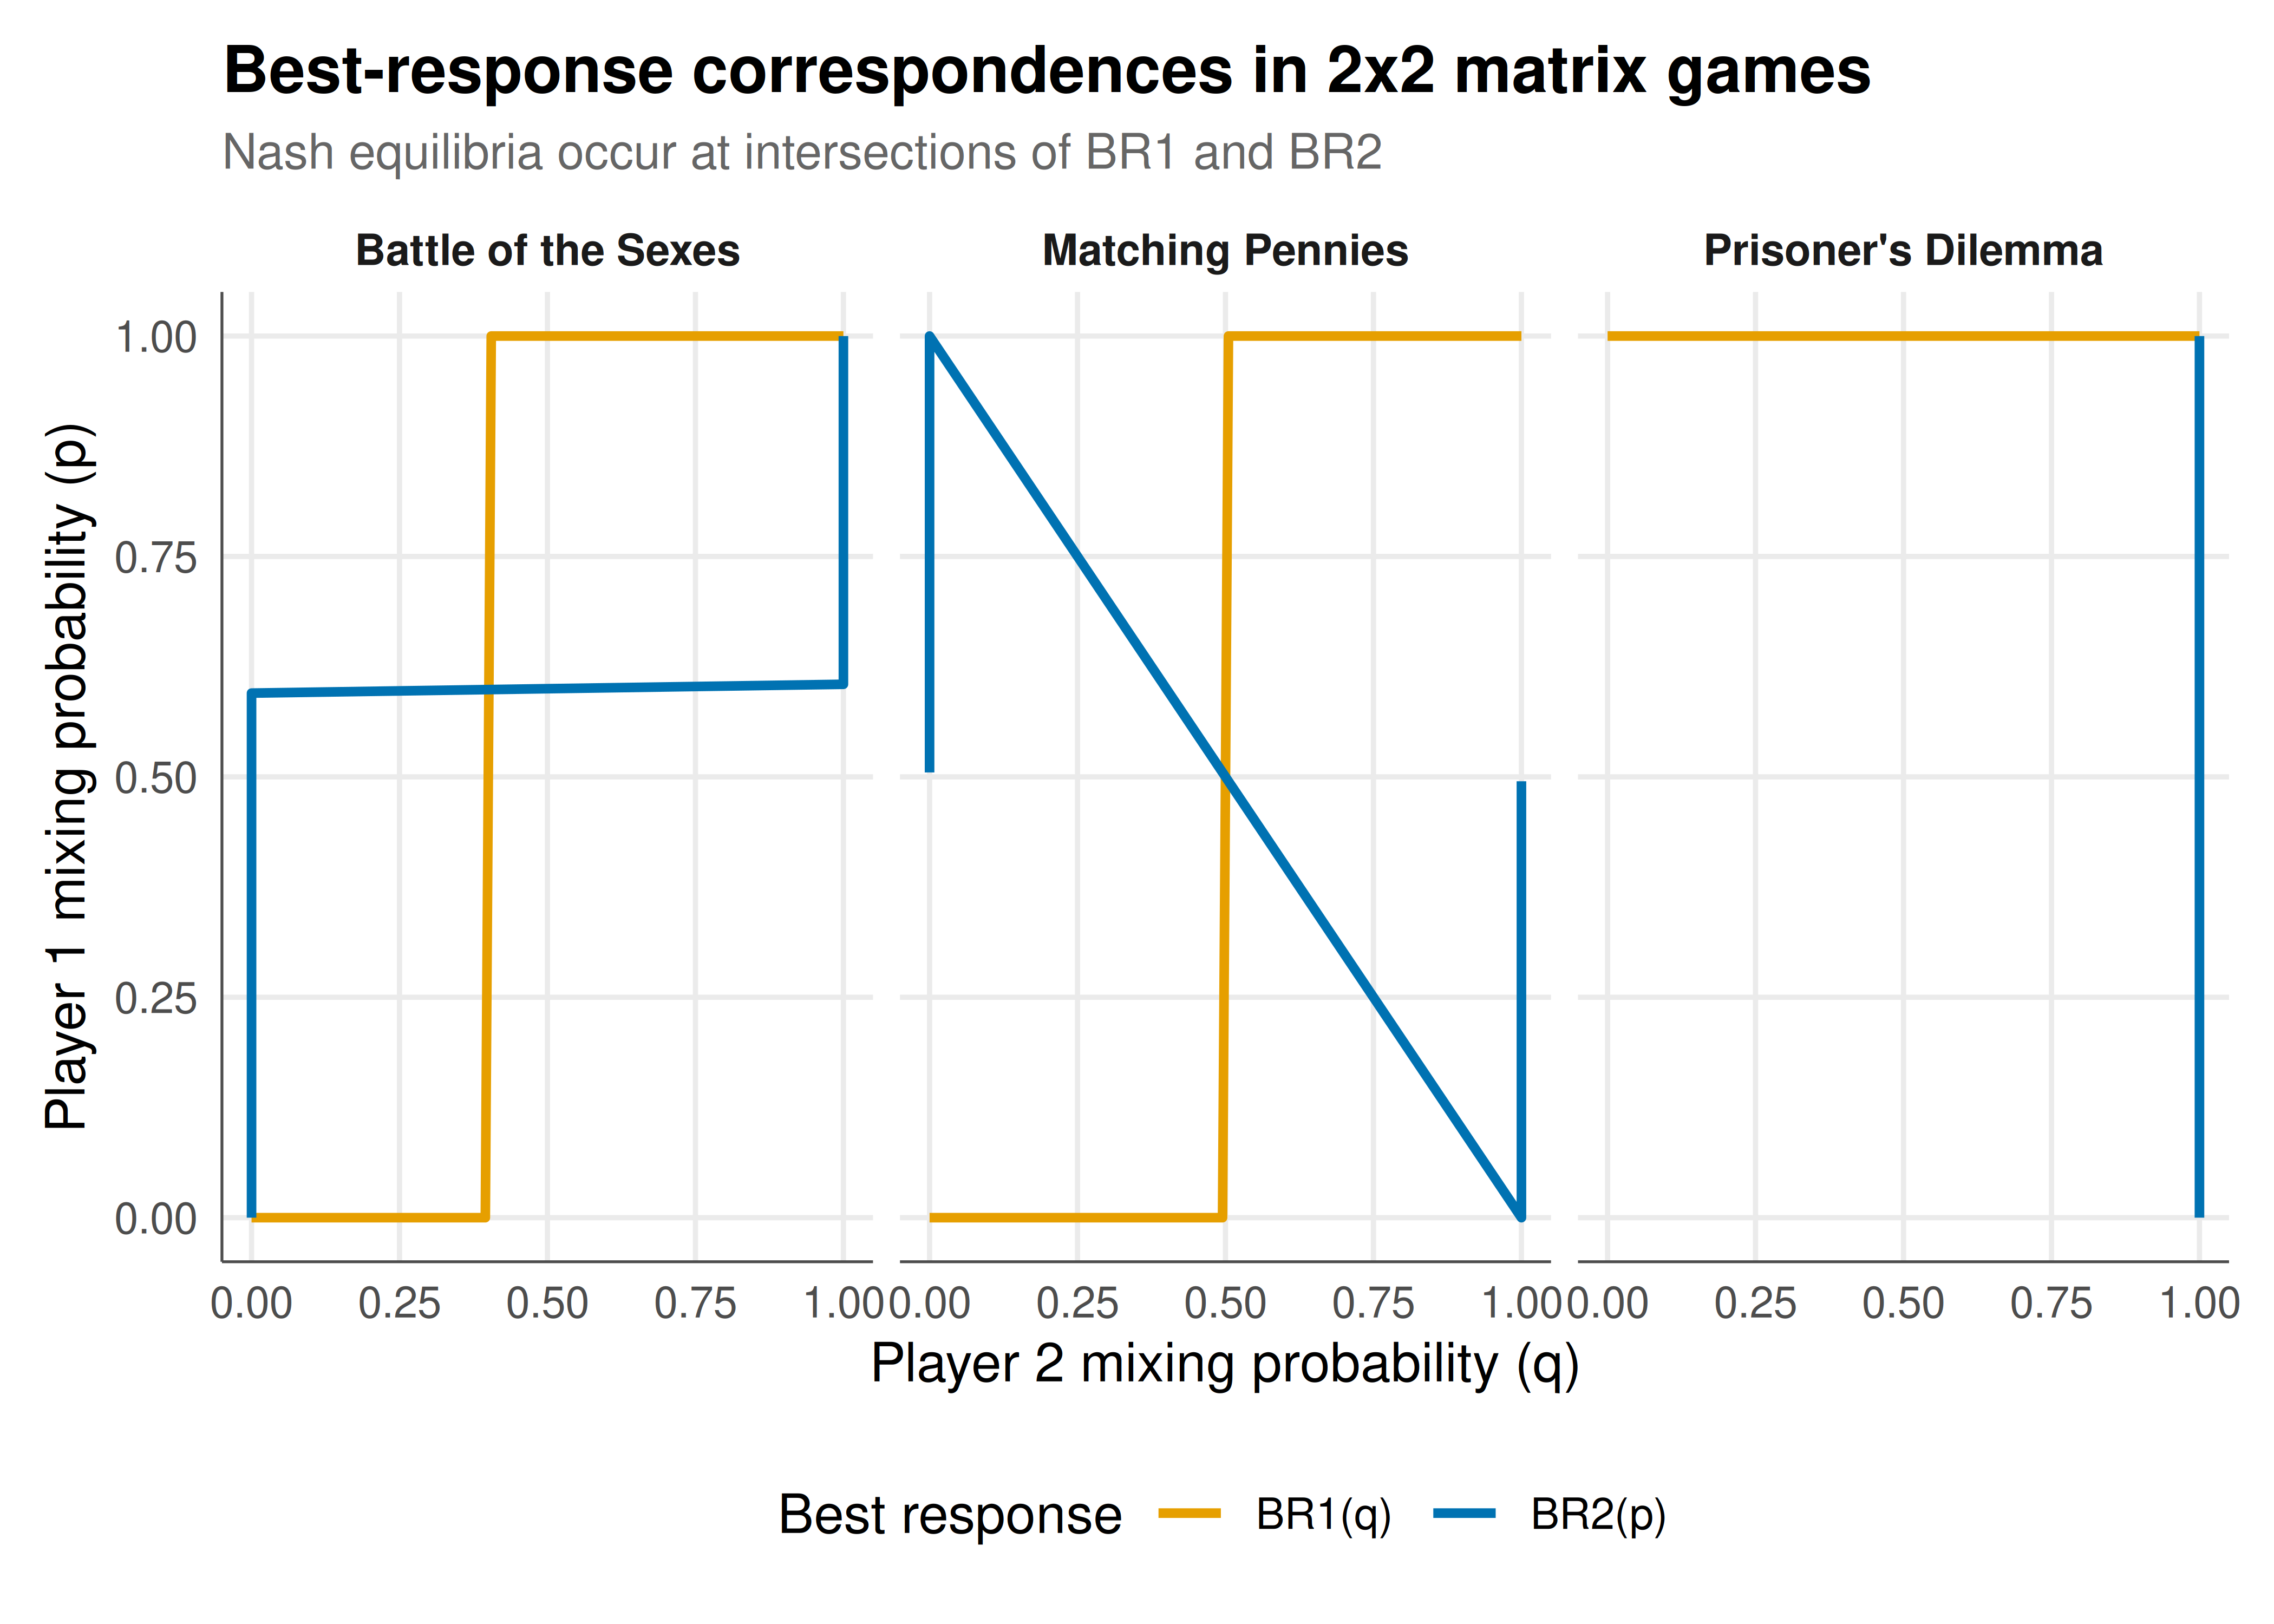 Best-response correspondences in 2x2 matrix games
Nash equilibria occur at intersections of BR1 and BR2
Battle of the Sexes Matching Pennies Prisoner's Dilemma
Player 1 mixing probability (p)
1.00
0.75
0.50
0.25
0.00
0.00 0.25 0.50 0.75 1.00 0.00 0.25 0.50 0.75 1.00 0.00 0.25 0.50 0.75 1.00
Player 2 mixing probability (q)
Best response BR1(q) BR2(p)